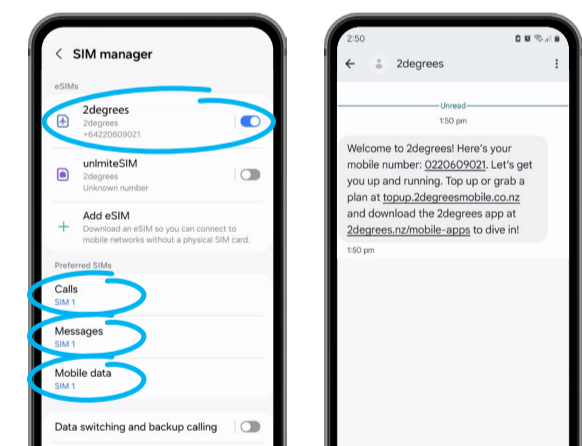 SIM manager
eSIMs
2degrees
2degrees
+64220609021
unlmiteSIM
2degrees
Unknown number
Add eSIM
Download an eSIM so you can connect to
mobile networks without a physical SIM card.
Preferred SIMs
Calls
SIM 1
Messages
SIM 1
Mobile data
SIM 1
Data switching and backup calling
2:50
2degrees
Unread
1:50 pm
Welcome to 2degrees! Here's your
mobile number: 0220609021. Let's get
you up and running. Top up or grab a
plan at topup.2degreesmobile.co.nz
and download the 2degrees app at
2degrees.nz/mobile-apps to dive in!
1:50 pm